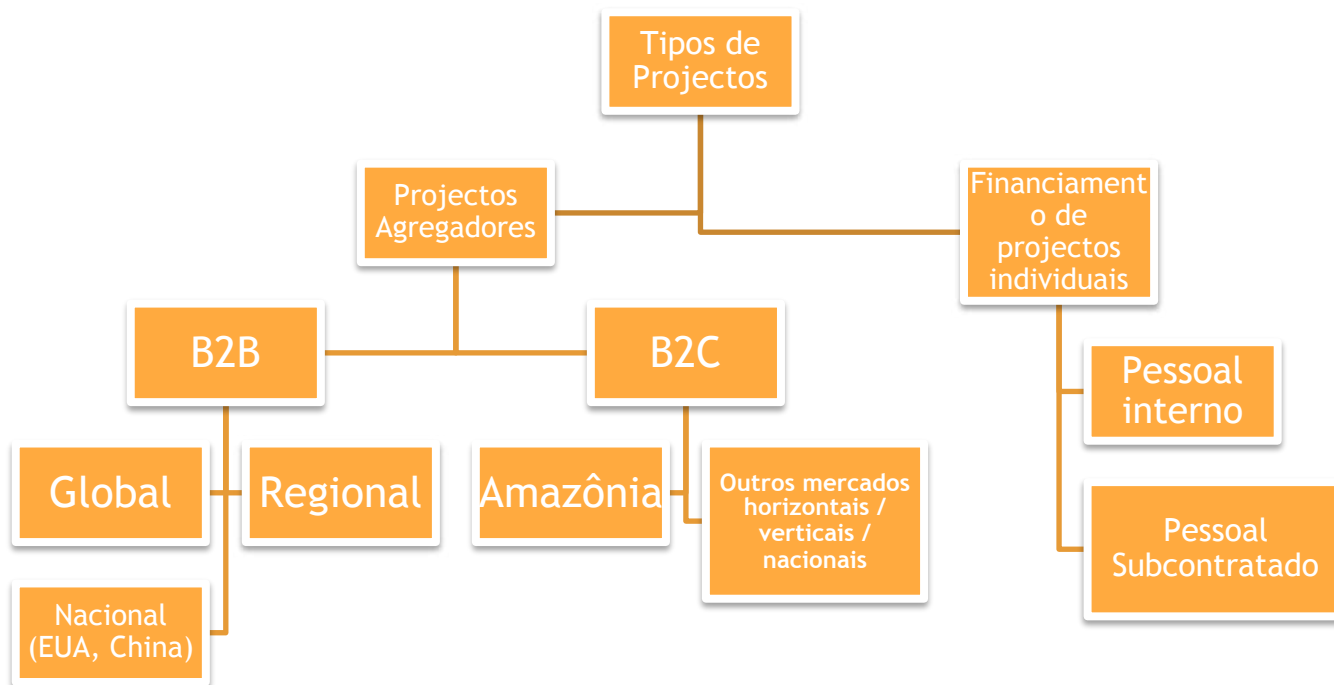 Tipos de
Projectos
Projectos
Agregadores
Financiament
o de
projectos
individuais
B2B
B2C
Pessoal
interno
Global
Regional
Amazônia
Outros mercados
horizontais /
verticais /
nacionais
Pessoal
Subcontratado
Nacional
(EUA, China)